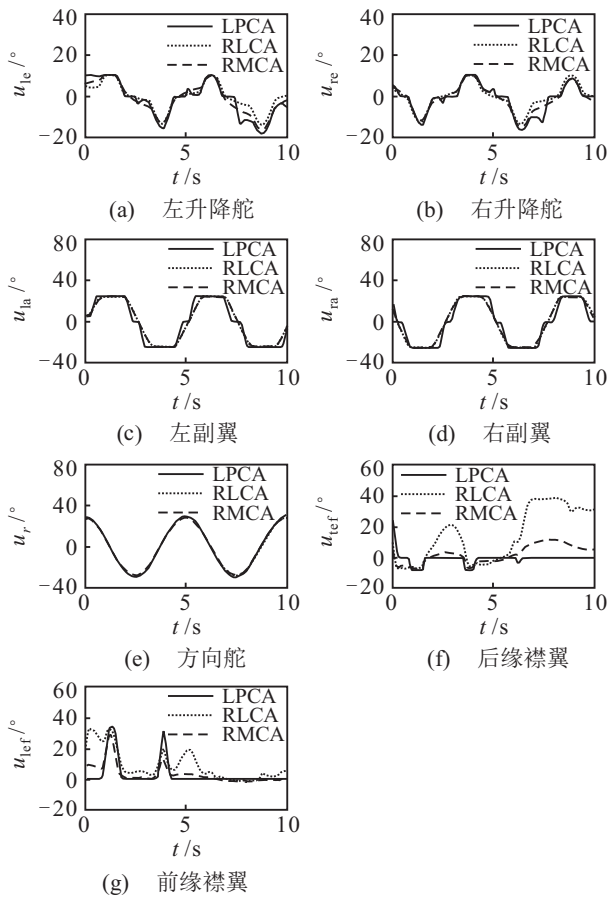 40
20
0
−20
u_le /°
LPCA
RLCA
RMCA
0
5
10
t /s
(a) 左升降舵
40
20
0
−20
u_re /°
LPCA
RLCA
RMCA
0
5
10
t /s
(b) 右升降舵
80
40
0
−40
u_la /°
LPCA
RLCA
RMCA
0
5
10
t /s
(c) 左副翼
80
40
0
−40
u_ra /°
LPCA
RLCA
RMCA
0
5
10
t /s
(d) 右副翼
80
40
0
−40
u_r /°
LPCA
RLCA
RMCA
0
5
10
t /s
(e) 方向舵
60
40
20
0
−20
u_tef /°
LPCA
RLCA
RMCA
0
5
10
t /s
(f) 后缘襟翼
60
40
20
0
−20
u_lef /°
LPCA
RLCA
RMCA
0
5
10
t /s
(g) 前缘襟翼